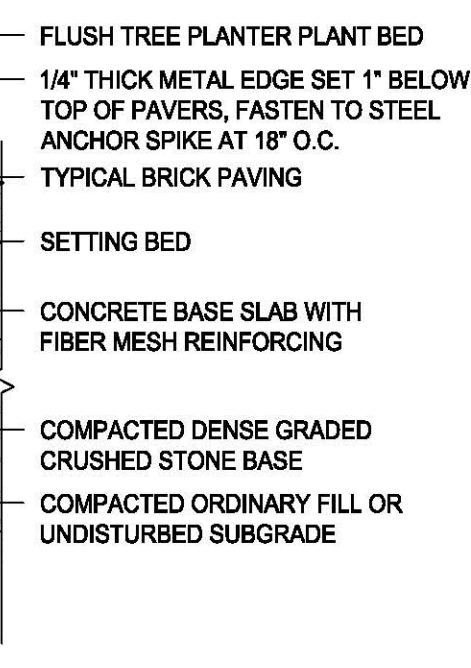 FLUSH TREE PLANTER PLANT BED
1/4" THICK METAL EDGE SET 1" BELOW
TOP OF PAVERS, FASTEN TO STEEL
ANCHOR SPIKE AT 18" O.C.
TYPICAL BRICK PAVING
SETTING BED
CONCRETE BASE SLAB WITH
FIBER MESH REINFORCING
COMPACTED DENSE GRADED
CRUSHED STONE BASE
COMPACTED ORDINARY FILL OR
UNDISTURBED SUBGRADE